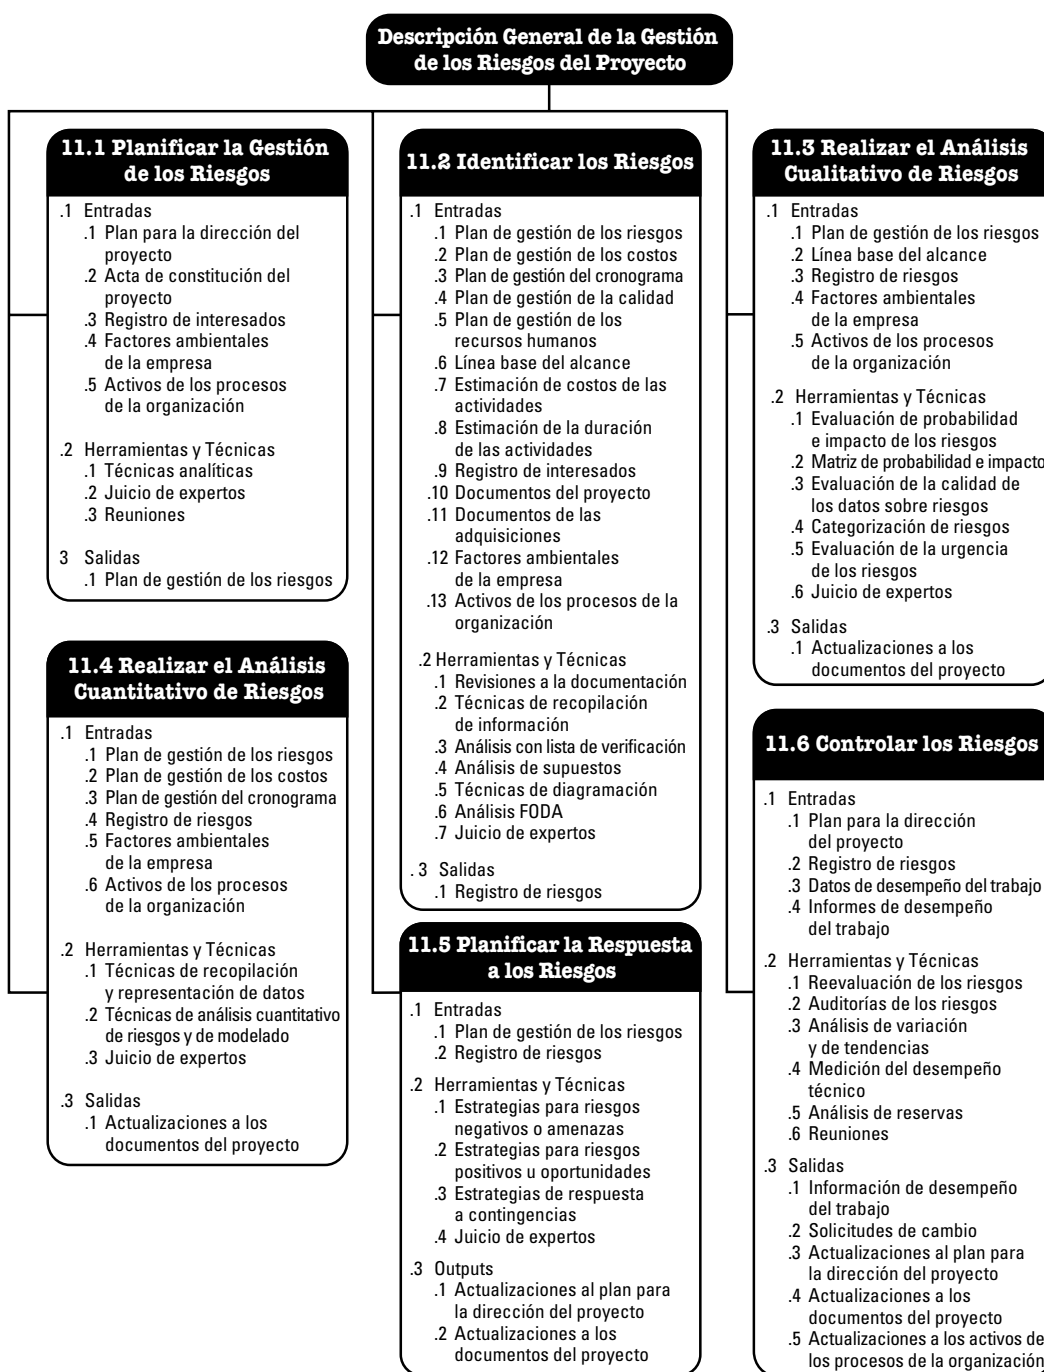 Descripción General de la Gestión
de los Riesgos del Proyecto
11.1 Planificar la Gestión
de los Riesgos
.1 Entradas
.1 Plan para la dirección del
proyecto
.2 Acta de constitución del
proyecto
.3 Registro de interesados
.4 Factores ambientales
de la empresa
.5 Activos de los procesos
de la organización
.2 Herramientas y Técnicas
.1 Técnicas analíticas
.2 Juicio de expertos
.3 Reuniones
3 Salidas
.1 Plan de gestión de los riesgos
11.2 Identificar los Riesgos
.1 Entradas
.1 Plan de gestión de los riesgos
.2 Plan de gestión de los costos
.3 Plan de gestión del cronograma
.4 Plan de gestión de la calidad
.5 Plan de gestión de los
recursos humanos
.6 Línea base del alcance
.7 Estimación de costos de las
actividades
.8 Estimación de la duración
de las actividades
.9 Registro de interesados
.10 Documentos del proyecto
.11 Documentos de las
adquisiciones
.12 Factores ambientales
de la empresa
.13 Activos de los procesos de la
organización
.2 Herramientas y Técnicas
.1 Revisiones a la documentación
.2 Técnicas de recopilación
de información
.3 Análisis con lista de verificación
.4 Análisis de supuestos
.5 Técnicas de diagramación
.6 Análisis FODA
.7 Juicio de expertos
. 3 Salidas
.1 Registro de riesgos
11.3 Realizar el Análisis
Cualitativo de Riesgos
.1 Entradas
.1 Plan de gestión de los riesgos
.2 Línea base del alcance
.3 Registro de riesgos
.4 Factores ambientales
de la empresa
.5 Activos de los procesos
de la organización
.2 Herramientas y Técnicas
.1 Evaluación de probabilidad
e impacto de los riesgos
.2 Matriz de probabilidad e impacto
.3 Evaluación de la calidad de
los datos sobre riesgos
.4 Categorización de riesgos
.5 Evaluación de la urgencia
de los riesgos
.6 Juicio de expertos
.3 Salidas
.1 Actualizaciones a los
documentos del proyecto
11.4 Realizar el Análisis
Cuantitativo de Riesgos
.1 Entradas
.1 Plan de gestión de los riesgos
.2 Plan de gestión de los costos
.3 Plan de gestión del cronograma
.4 Registro de riesgos
.5 Factores ambientales
de la empresa
.6 Activos de los procesos
de la organización
.2 Herramientas y Técnicas
.1 Técnicas de recopilación
y representación de datos
.2 Técnicas de análisis cuantitativo
de riesgos y de modelado
.3 Juicio de expertos
.3 Salidas
.1 Actualizaciones a los
documentos del proyecto
11.5 Planificar la Respuesta
a los Riesgos
.1 Entradas
.1 Plan de gestión de los riesgos
.2 Registro de riesgos
.2 Herramientas y Técnicas
.1 Estrategias para riesgos
negativos o amenazas
.2 Estrategias para riesgos
positivos u oportunidades
.3 Estrategias de respuesta
a contingencias
.4 Juicio de expertos
.3 Outputs
.1 Actualizaciones al plan para
la dirección del proyecto
.2 Actualizaciones a los
documentos del proyecto
11.6 Controlar los Riesgos
.1 Entradas
.1 Plan para la dirección
del proyecto
.2 Registro de riesgos
.3 Datos de desempeño del trabajo
.4 Informes de desempeño
del trabajo
.2 Herramientas y Técnicas
.1 Reevaluación de los riesgos
.2 Auditorías de los riesgos
.3 Análisis de variación
y de tendencias
.4 Medición del desempeño
técnico
.5 Análisis de reservas
.6 Reuniones
.3 Salidas
.1 Información de desempeño
del trabajo
.2 Solicitudes de cambio
.3 Actualizaciones al plan para
la dirección del proyecto
.4 Actualizaciones a los
documentos del proyecto
.5 Actualizaciones a los activos de
los procesos de la organización